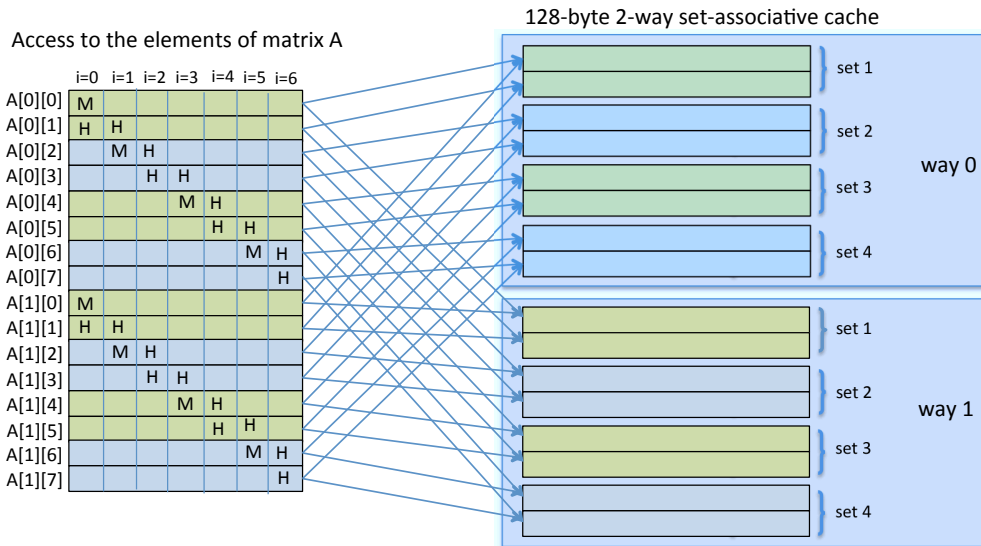 128-byte 2-way set-associative cache
Access to the elements of matrix A
i=0 i=1 i=2 i=3 i=4 i=5 i=6
A[0][0] M
A[0][1] H H
A[0][2] M H
A[0][3] H H
A[0][4] M H
A[0][5] H H
A[0][6] M H
A[0][7] H
A[1][0] M
A[1][1] H H
A[1][2] M H
A[1][3] H H
A[1][4] M H
A[1][5] H H
A[1][6] M H
A[1][7] H
set 1
set 2
set 3
set 4
way 0
set 1
set 2
set 3
set 4
way 1